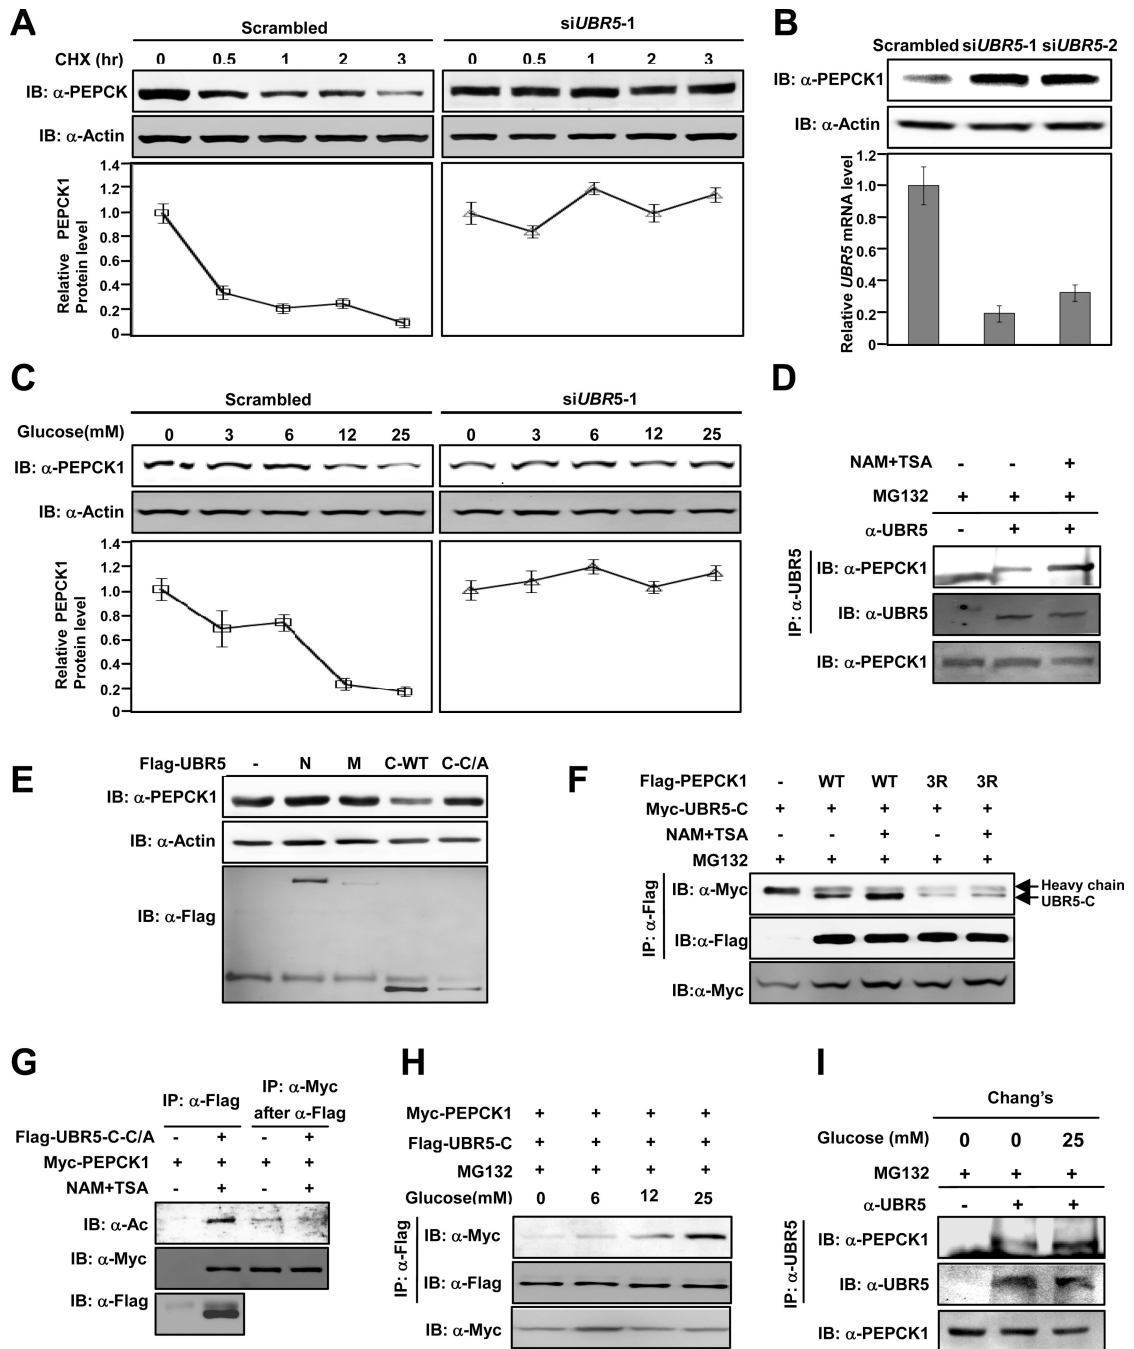 A
Scrambled
siUBR5-1
CHX (hr)
0 0.5 1 2 3
0 0.5 1 2 3
IB: α-PEPCK
IB: α-Actin
Relative PEPCK1
Protein level
1.4
1.2
1.0
0.8
0.6
0.4
0.2
0
B
Scrambled siUBR5-1 siUBR5-2
IB: α-PEPCK1
IB: α-Actin
Relative UBR5 mRNA level
1.2
1.0
0.8
0.6
0.4
0.2
0
C
Scrambled
siUBR5-1
Glucose(mM)
0 3 6 12 25
0 3 6 12 25
IB: α-PEPCK1
IB: α-Actin
Relative PEPCK1
Protein level
1.4
1.2
1.0
0.8
0.6
0.4
0.2
0
D
NAM+TSA - - +
MG132 + + +
α-UBR5 - + +
IP: α-UBR5
IB: α-PEPCK1
IB: α-UBR5
IB: α-PEPCK1
E
Flag-UBR5 - N M C-WT C-C/A
IB: α-PEPCK1
IB: α-Actin
IB: α-Flag
F
Flag-PEPCK1 - WT WT 3R 3R
Myc-UBR5-C + + + + +
NAM+TSA - - + - +
MG132 + + + + +
IP: α-Flag
IB: α-Myc
Heavy chain
UBR5-C
IB:α-Flag
IB:α-Myc
G
IP: α-Flag
IP: α-Myc
after α-Flag
Flag-UBR5-C-C/A - + - +
Myc-PEPCK1 + + + +
NAM+TSA - + - +
IB: α-Ac
IB: α-Myc
IB: α-Flag
H
Myc-PEPCK1 + + + +
Flag-UBR5-C + + + +
MG132 + + + +
Glucose(mM) 0 6 12 25
IP: α-Flag
IB: α-Myc
IB: α-Flag
IB: α-Myc
I
Chang's
Glucose (mM) 0 0 25
MG132 + + +
α-UBR5 - + +
IP: α-UBR5
IB: α-PEPCK1
IB: α-UBR5
IB: α-PEPCK1